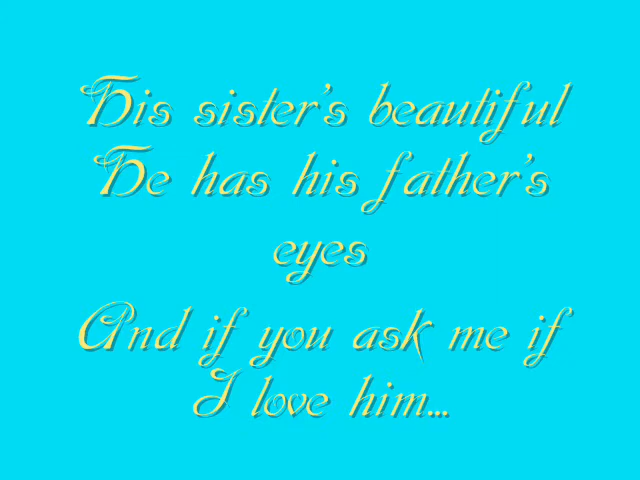 His sister's beautiful
He has his father's
eyes
And if you ask me if
I love him...